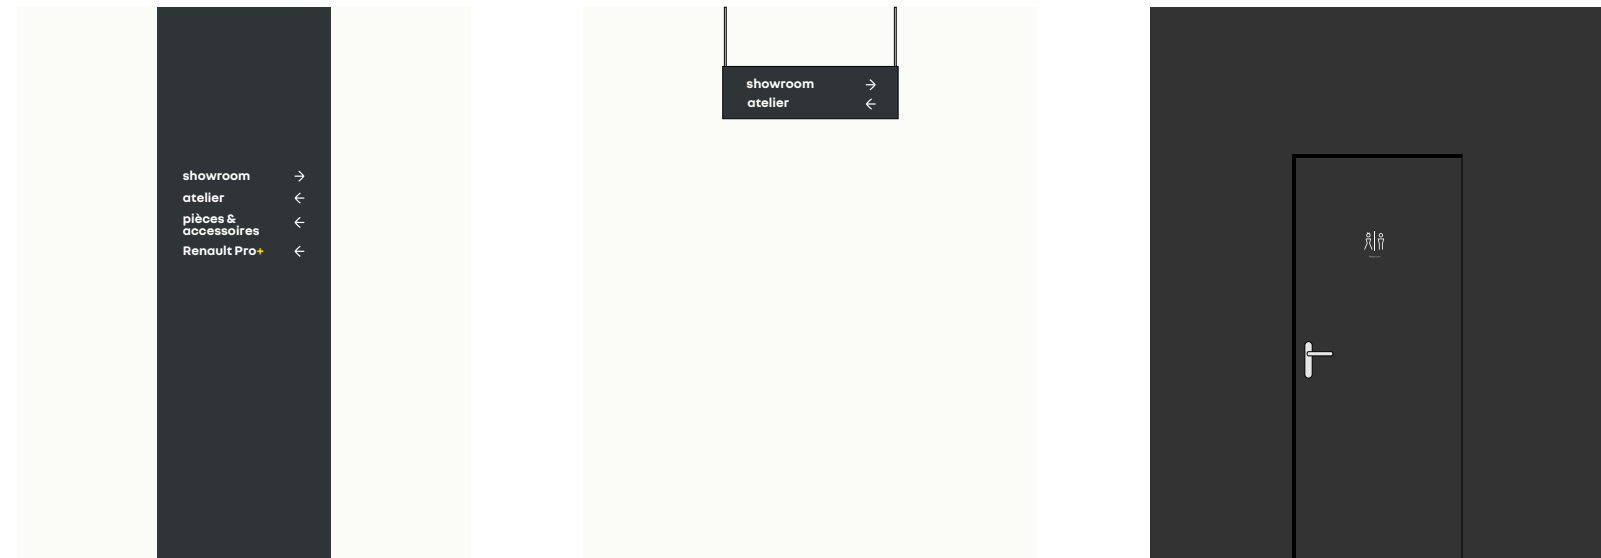 showroom →
atelier ←
pièces & ←
accessoires
Renault Pro+ ←
showroom →
atelier ←